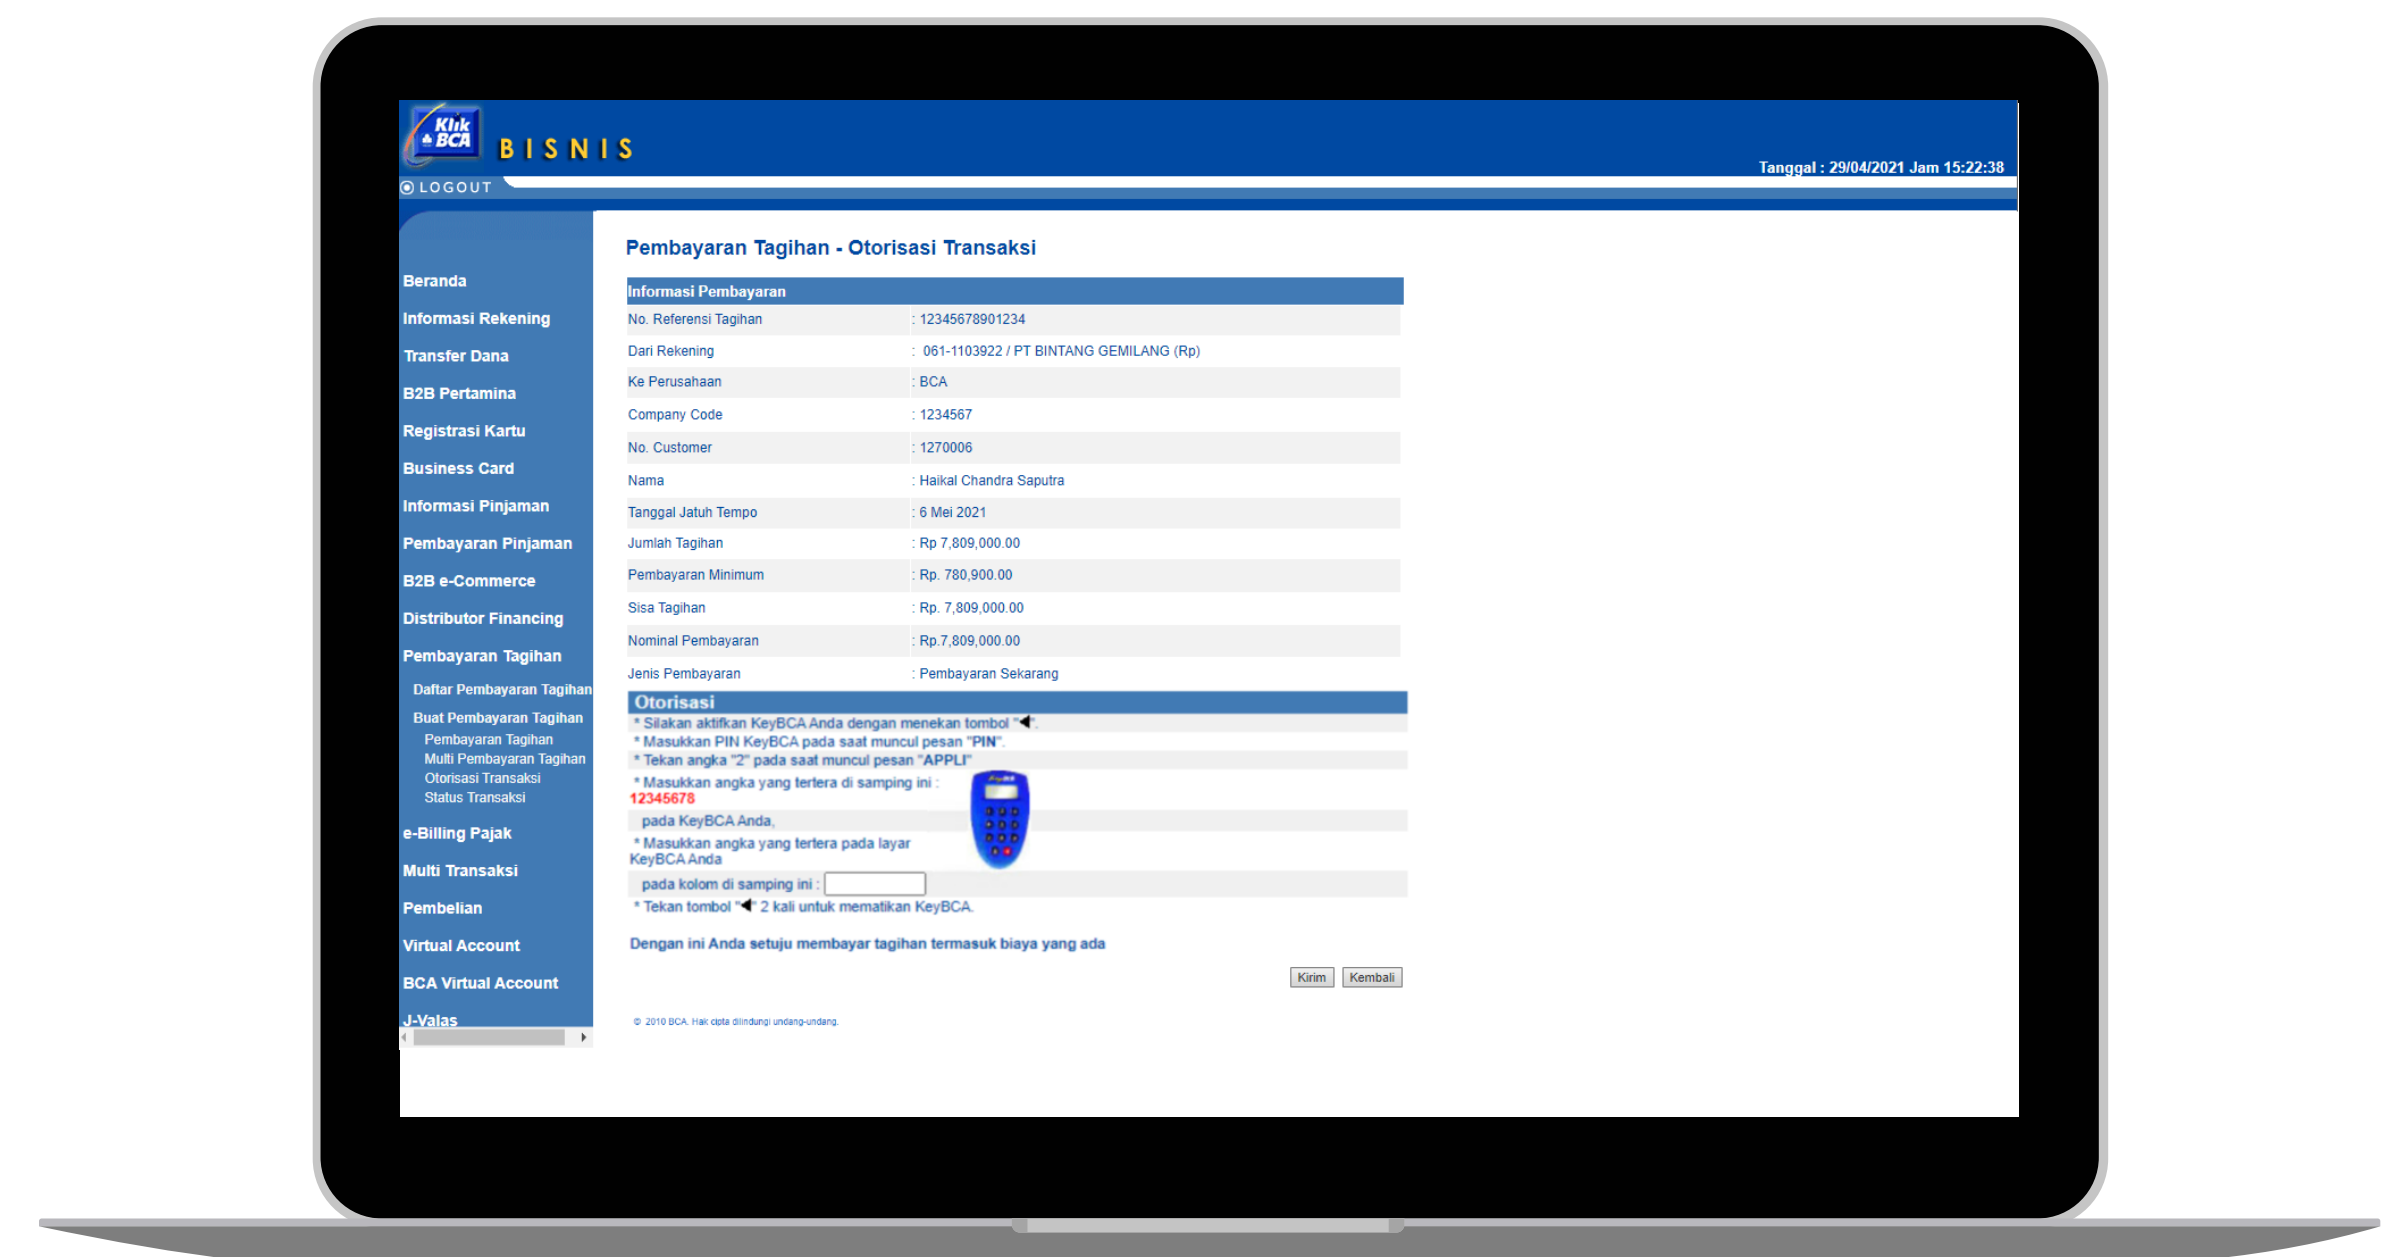 Klik
BCA
BISNIS
Tanggal : 29/04/2021 Jam 15:22:38
LOGOUT
Pembayaran Tagihan - Otorisasi Transaksi
Beranda
Informasi Rekening
Transfer Dana
B2B Pertamina
Registrasi Kartu
Business Card
Informasi Pinjaman
Pembayaran Pinjaman
B2B e-Commerce
Distributor Financing
Pembayaran Tagihan
Daftar Pembayaran Tagihan
Buat Pembayaran Tagihan
Pembayaran Tagihan
Multi Pembayaran Tagihan
Otorisasi Transaksi
Status Transaksi
e-Billing Pajak
Multi Transaksi
Pembelian
Virtual Account
BCA Virtual Account
J-Valas
Informasi Pembayaran
No. Referensi Tagihan : 12345678901234
Dari Rekening : 061-1103922 / PT BINTANG GEMILANG (Rp)
Ke Perusahaan : BCA
Company Code : 1234567
No. Customer : 1270006
Nama : Haikal Chandra Saputra
Tanggal Jatuh Tempo : 6 Mei 2021
Jumlah Tagihan : Rp 7,809,000.00
Pembayaran Minimum : Rp. 780,900.00
Sisa Tagihan : Rp. 7,809,000.00
Nominal Pembayaran : Rp.7,809,000.00
Jenis Pembayaran : Pembayaran Sekarang
Otorisasi
* Silakan aktifkan KeyBCA Anda dengan menekan tombol "◀".
* Masukkan PIN KeyBCA pada saat muncul pesan "PIN".
* Tekan angka "2" pada saat muncul pesan "APPLI"
* Masukkan angka yang tertera di samping ini :
12345678
pada KeyBCA Anda,
* Masukkan angka yang tertera pada layar
KeyBCA Anda
pada kolom di samping ini :
* Tekan tombol "◀" 2 kali untuk mematikan KeyBCA.
Dengan ini Anda setuju membayar tagihan termasuk biaya yang ada
Kirim Kembali
© 2010 BCA. Hak cipta dilindungi undang-undang.